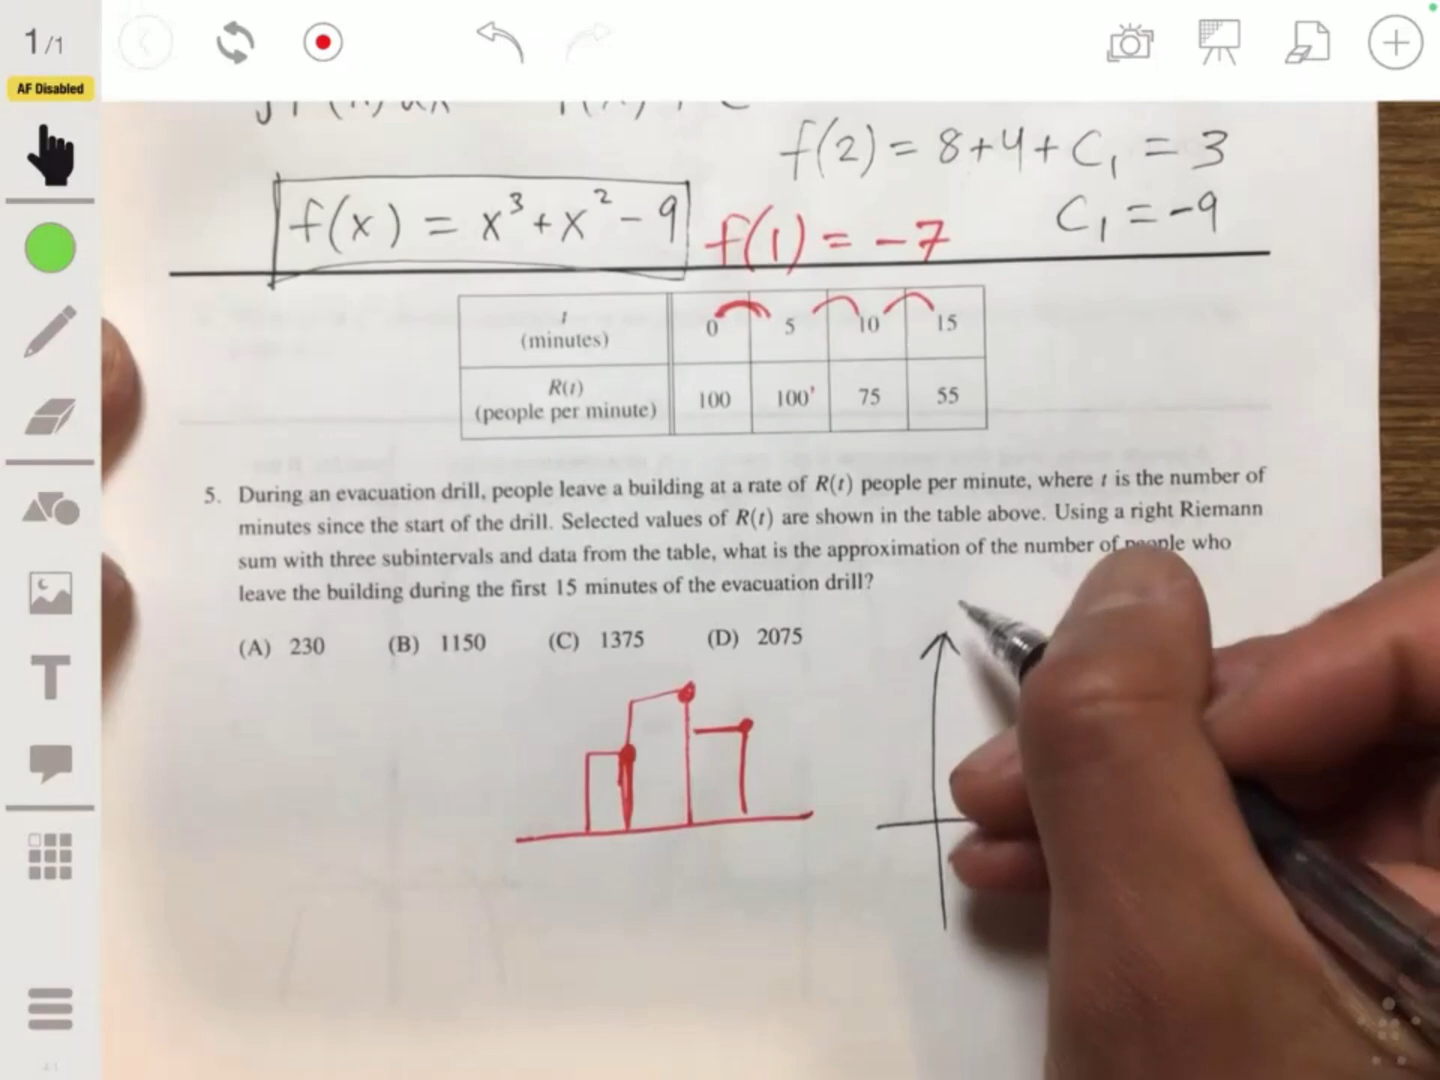 1/1
AF Disabled
f(2) = 8+4+C₁ = 3
f(x) = x³+x²-9
f(1) = -7
C₁ = -9
t
(minutes)
0 5 10 15
R(t)
(people per minute)
100 100' 75 55
5. During an evacuation drill, people leave a building at a rate of R(t) people per minute, where t is the number of
minutes since the start of the drill. Selected values of R(t) are shown in the table above. Using a right Riemann
sum with three subintervals and data from the table, what is the approximation of the number of people who
leave the building during the first 15 minutes of the evacuation drill?
(A) 230 (B) 1150 (C) 1375 (D) 2075
T